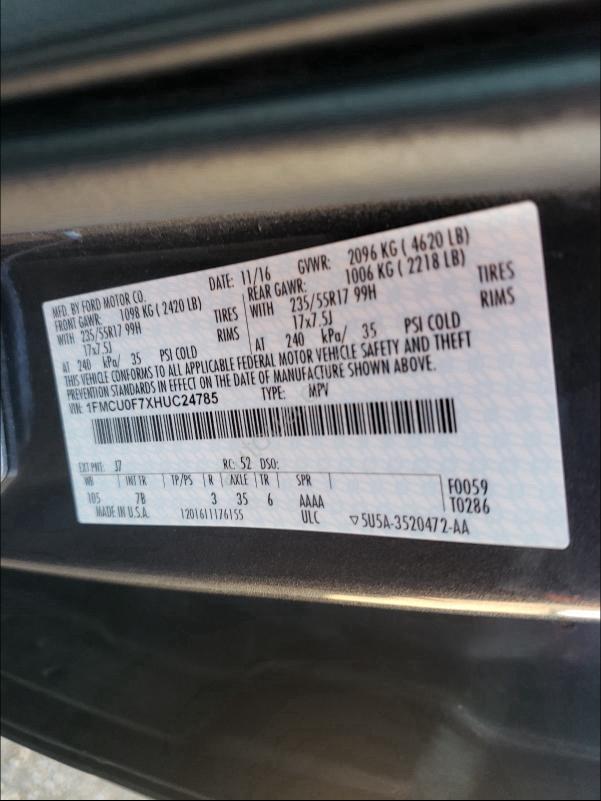 MFD. BY FORD MOTOR CO. DATE: 11/16 GVWR: 2096 KG ( 4620 LB)
FRONT GAWR: 1098 KG ( 2420 LB) REAR GAWR: 1006 KG ( 2218 LB)
WITH 235/55R17 99H TIRES WITH 235/55R17 99H TIRES
17x7.5J RIMS 17x7.5J RIMS
AT 240 kPa/ 35 PSI COLD AT 240 kPa/ 35 PSI COLD
THIS VEHICLE CONFORMS TO ALL APPLICABLE FEDERAL MOTOR VEHICLE SAFETY AND THEFT
PREVENTION STANDARDS IN EFFECT ON THE DATE OF MANUFACTURE SHOWN ABOVE.
VIN: 1FMCU0F7XHUC24785 TYPE: MPV
EXT PNT: J7 RC: 52 DSO:
WB INT TR TP/PS R AXLE TR SPR F0059
105 7B 3 35 6 AAAA T0286
MADE IN U.S.A. 1201611176155 ULC ▽5U5A-3520472-AA